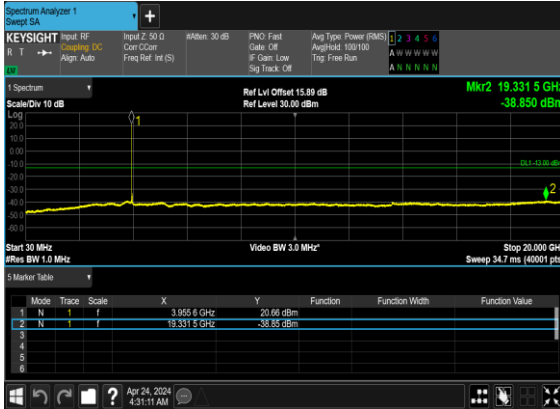 Spectrum Analyzer 1
Swept SA
+
KEYSIGHT Input: RF Input Z: 50 Ω #Atten: 30 dB PNO: Fast Avg Type: Power (RMS) 1 2 3 4 5 6
R T Coupling: DC Corr CCorr Gate: Off Avg|Hold: 100/100 A W W W W W
Align: Auto Freq Ref: Int (S) IF Gain: Low Trig: Free Run A N N N N N
Sig Track: Off
1 Spectrum Ref Lvl Offset 15.89 dB Mkr2 19.331 5 GHz
Scale/Div 10 dB Ref Level 30.00 dBm -38.850 dBm
Log
20.0
10.0
0.00
-10.0
DL1 -13.00 dBm
-20.0
-30.0
-40.0
-50.0
-60.0
1
2
Start 30 MHz Video BW 3.0 MHz* Stop 20.000 GHz
#Res BW 1.0 MHz Sweep 34.7 ms (40001 pts)
5 Marker Table
Mode Trace Scale X Y Function Function Width Function Value
1 N 1 f 3.955 6 GHz 20.66 dBm
2 N 1 f 19.331 5 GHz -38.85 dBm
3
4
5
6
? Apr 24, 2024
4:31:11 AM